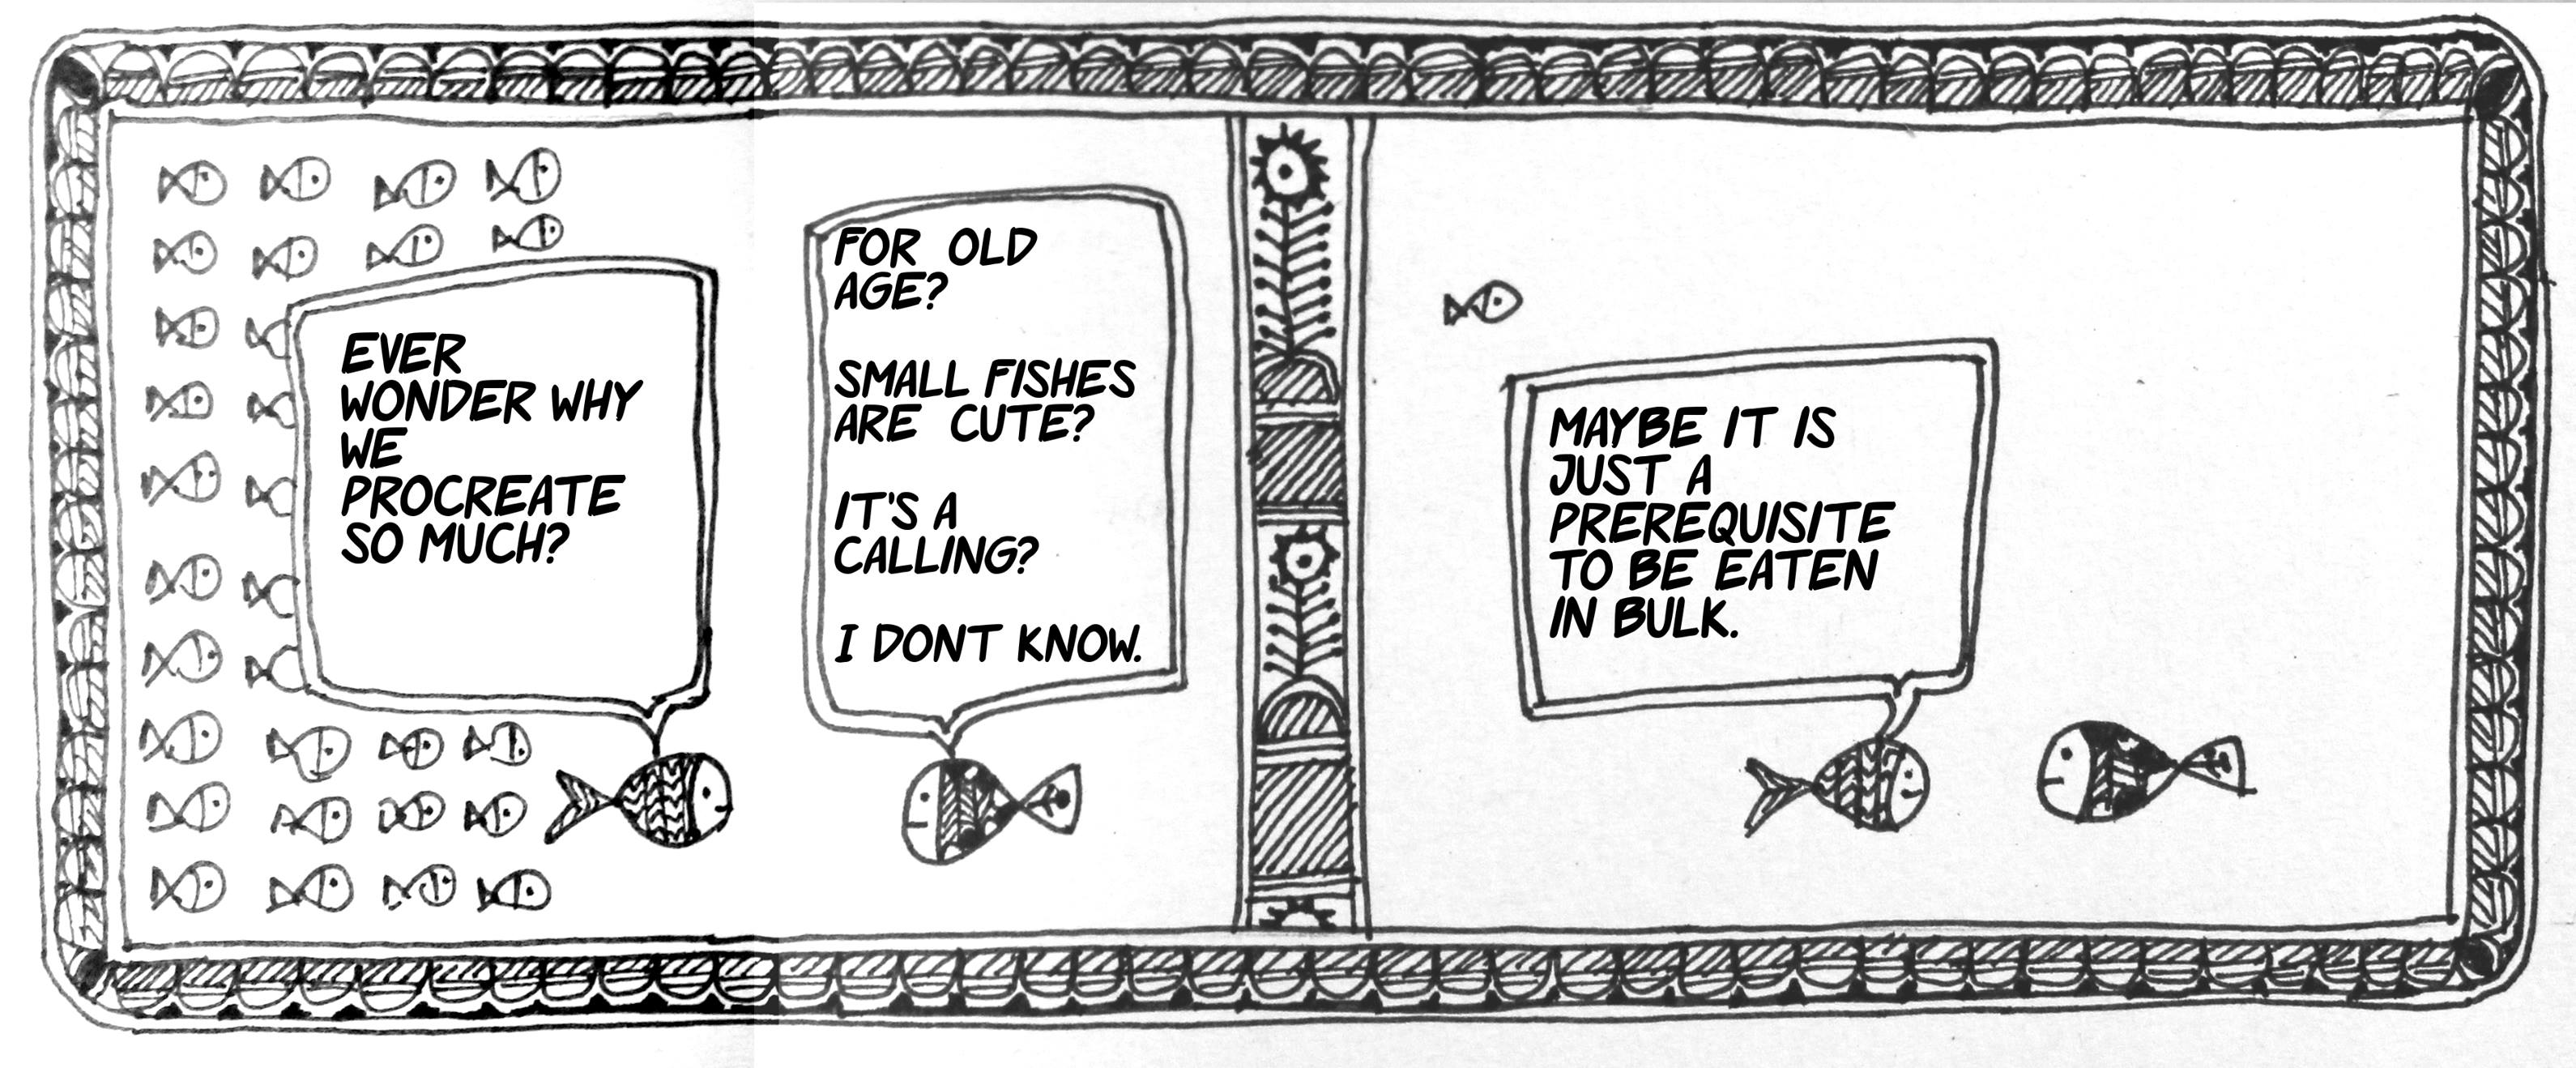 EVER
WONDER WHY
WE
PROCREATE
SO MUCH?
FOR OLD
AGE?
SMALL FISHES
ARE CUTE?
IT'S A
CALLING?
I DONT KNOW.
MAYBE IT IS
JUST A
PREREQUISITE
TO BE EATEN
IN BULK.